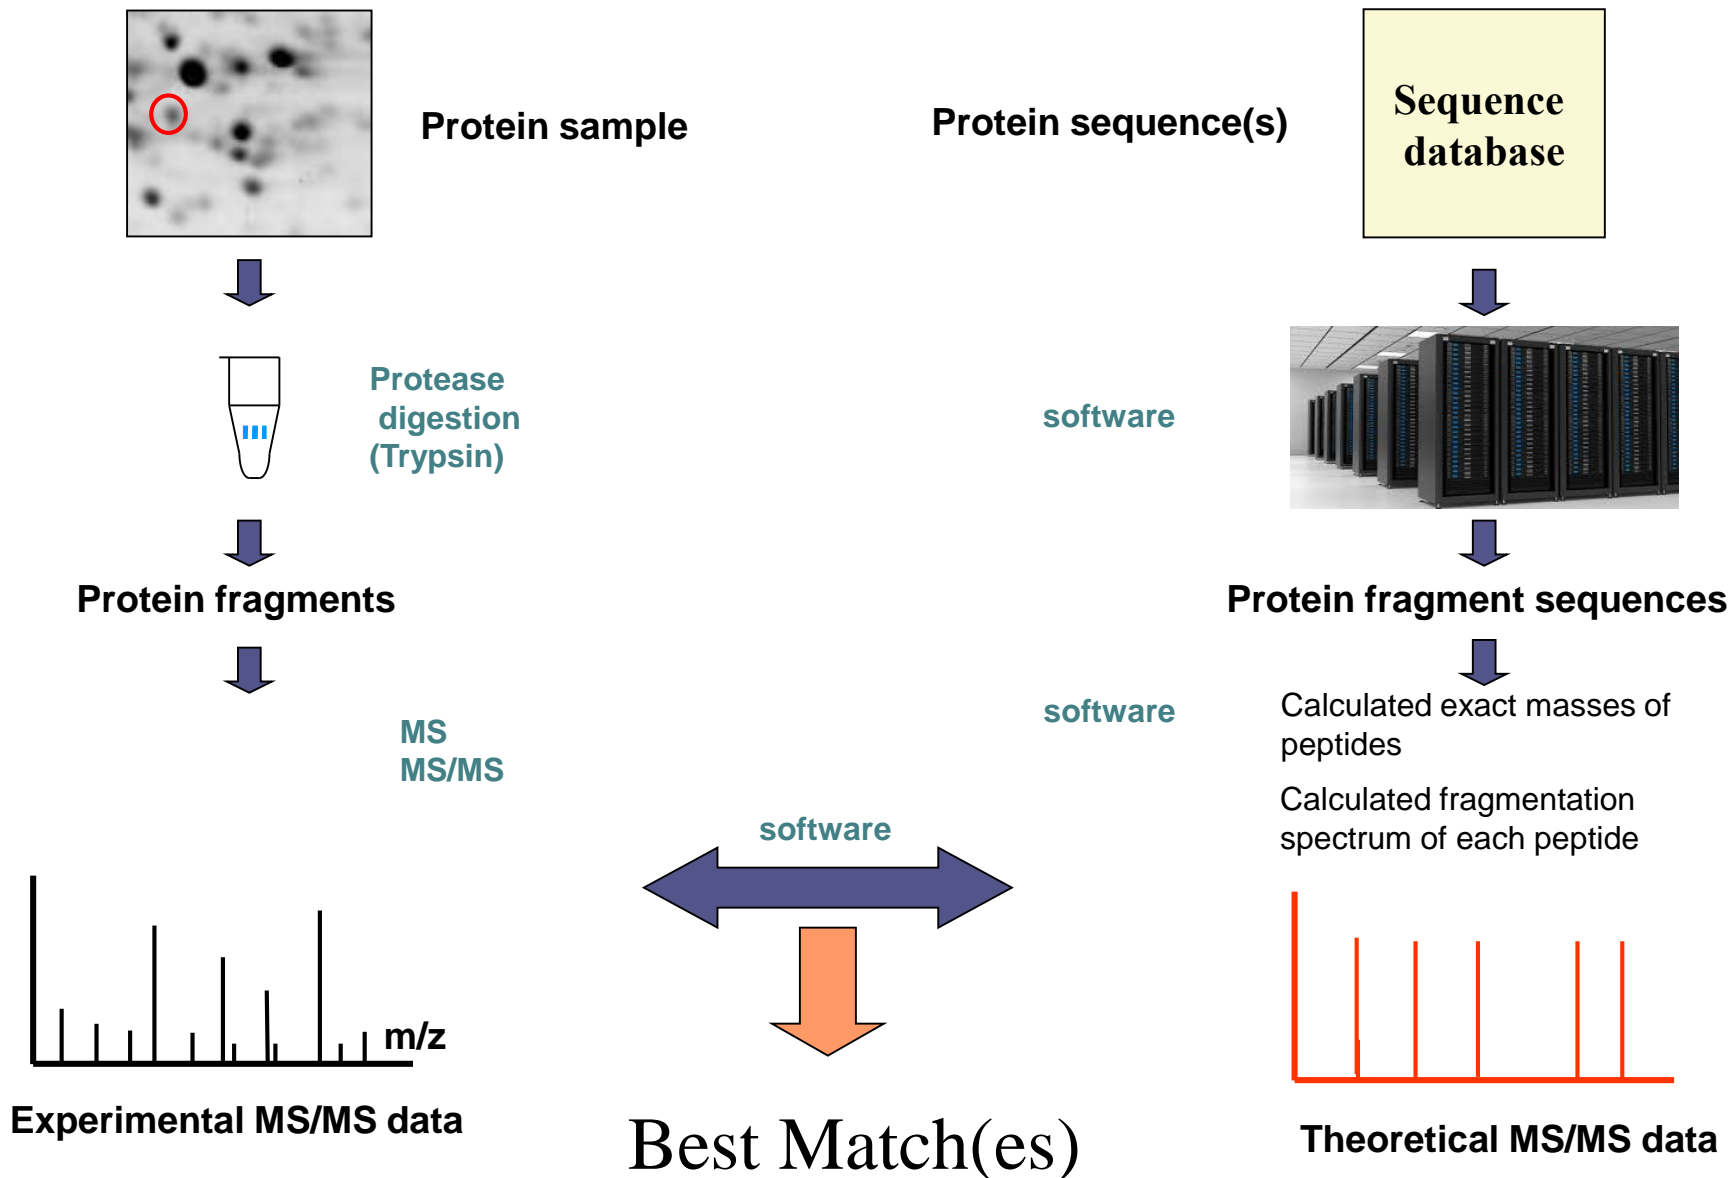 Protein sample
Protein sequence(s)
Sequence
database
Protease
digestion
(Trypsin)
software
Protein fragments
Protein fragment sequences
MS
MS/MS
software
Calculated exact masses of
peptides
Calculated fragmentation
spectrum of each peptide
software
m/z
Experimental MS/MS data
Best Match(es)
Theoretical MS/MS data